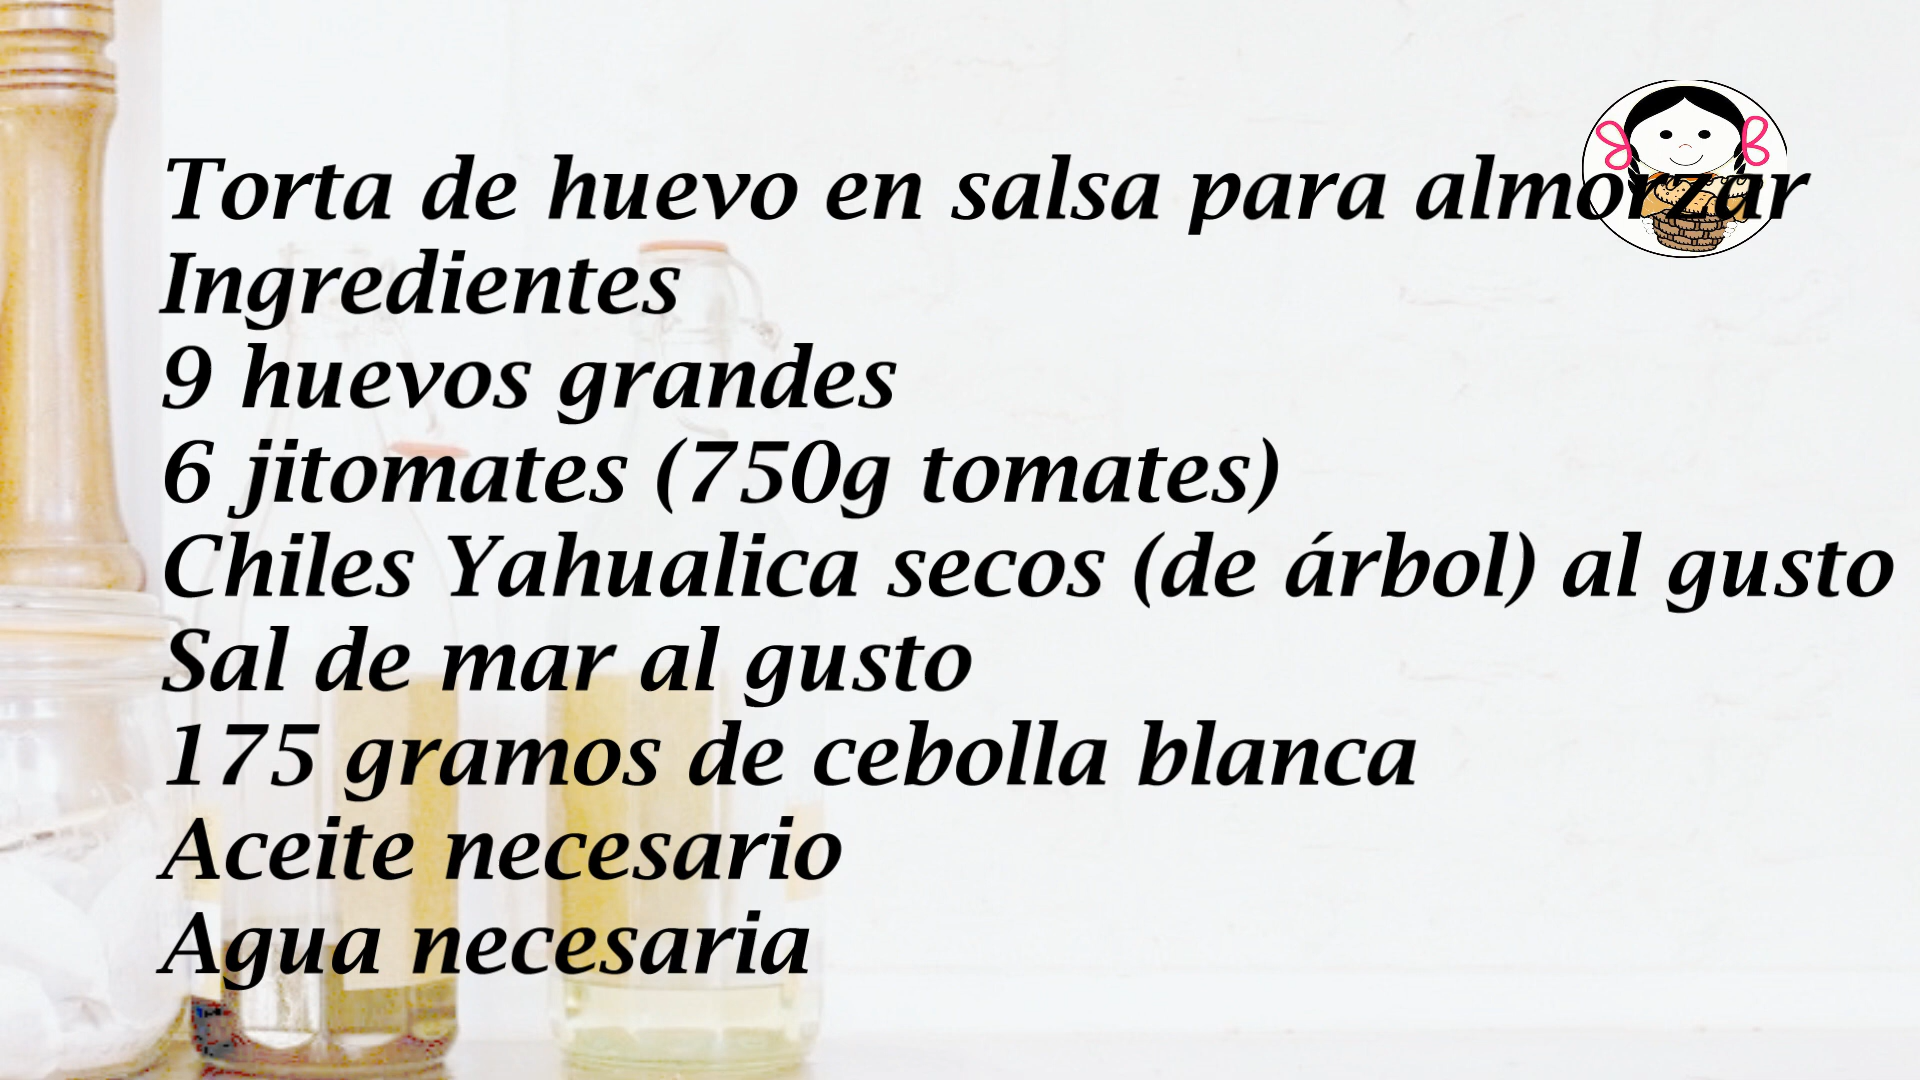 Torta de huevo en salsa para almorzar
Ingredientes
9 huevos grandes
6 jitomates (750g tomates)
Chiles Yahualica secos (de árbol) al gusto
Sal de mar al gusto
175 gramos de cebolla blanca
Aceite necesario
Agua necesaria